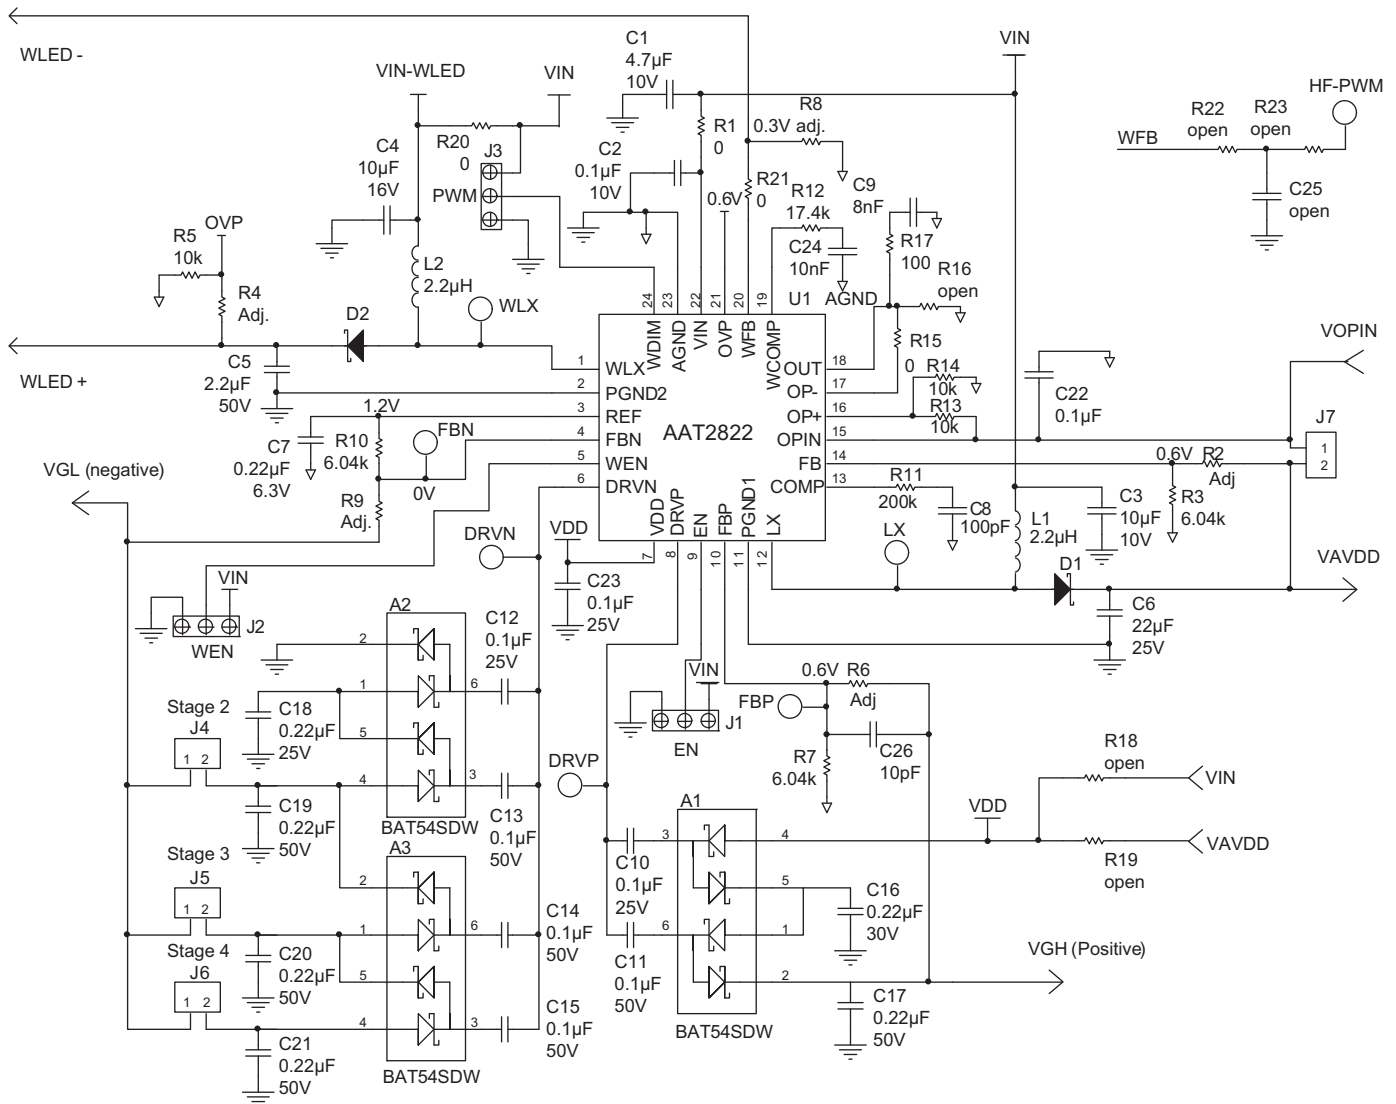 WLED -
VIN-WLED
VIN
C1
4.7µF
10V
VIN
HF-PWM
R22
open
R23
open
WFB
C25
open
C4
10µF
16V
R20
0
J3
PWM
C2
0.1µF
10V
R1
0
R8
0.3V adj.
R21
0
0.6V
R12
17.4k
C24
10nF
C9
8nF
R17
100
R16
open
OVP
R5
10k
R4
Adj.
D2
L2
2.2µH
WLX
U1
AGND
R15
0
R14
10k
R13
10k
C22
0.1µF
VOPIN
J7
1
2
WLED +
C5
2.2µF
50V
24
23
22
21
20
19
WDIM
AGND
VIN
OVP
WFB
WCOMP
1
WLX
2
PGND2
3
REF
4
FBN
5
WEN
6
DRVN
AAT2822
18
OUT
17
OP-
16
OP+
15
OPIN
14
FB
13
COMP
VDD
DRVP
EN
FBP
PGND1
LX
7
8
9
10
11
12
1.2V
C7
0.22µF
6.3V
R10
6.04k
FBN
0V
R9
Adj.
VGL (negative)
0.6V
R2
Adj
R3
6.04k
R11
200k
C8
100pF
C3
10µF
10V
L1
2.2µH
LX
D1
VAVDD
C6
22µF
25V
DRVN
VDD
C23
0.1µF
25V
VIN
J2
WEN
A2
2
1
6
5
4
3
BAT54SDW
C12
0.1µF
25V
C13
0.1µF
50V
Stage 2
J4
1 2
C18
0.22µF
25V
C19
0.22µF
50V
VIN
J1
EN
0.6V
R6
Adj
FBP
C26
10pF
R7
6.04k
DRVP
R18
open
VIN
VDD
R19
open
VAVDD
Stage 3
J5
1 2
A3
2
1
6
5
4
3
BAT54SDW
C14
0.1µF
50V
C15
0.1µF
50V
C20
0.22µF
50V
Stage 4
J6
1 2
C21
0.22µF
50V
A1
3
4
5
6
1
2
BAT54SDW
C10
0.1µF
25V
C11
0.1µF
50V
C16
0.22µF
30V
VGH (Positive)
C17
0.22µF
50V